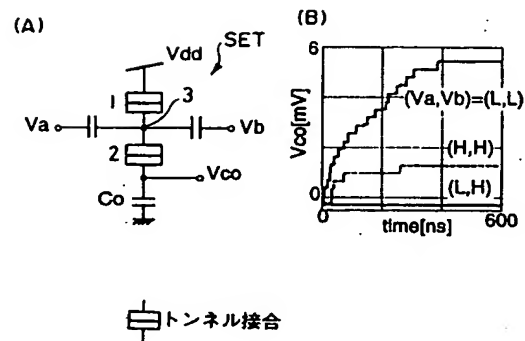 (A)
Vdd
SET
1
3
Va
Vb
2
Vco
Co
(B)
6
Vco[mV]
(Va,Vb)=(L,L)
(H,H)
(L,H)
0
0
600
time[ns]
トンネル接合